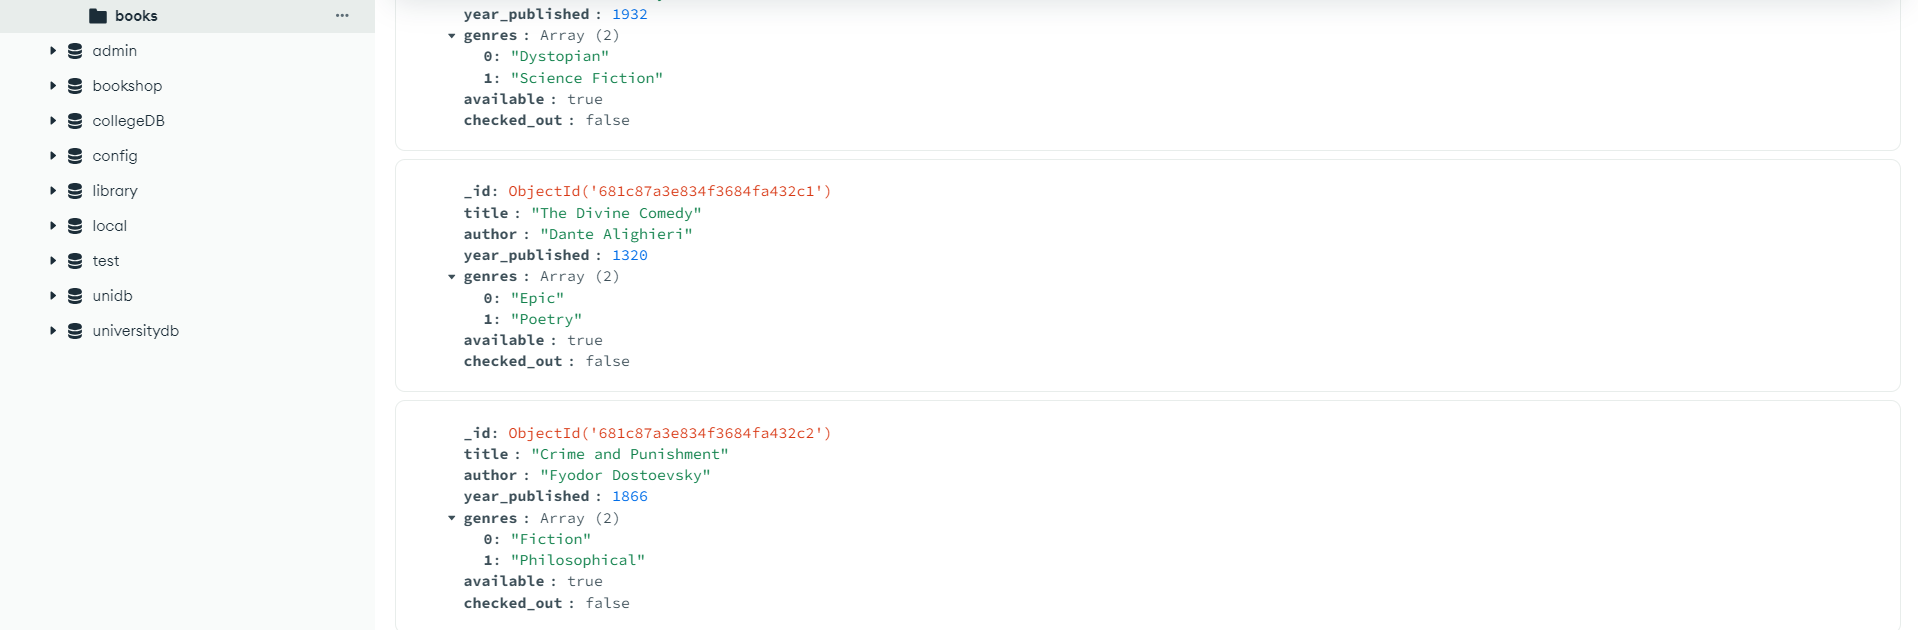 books
admin
bookshop
collegeDB
config
library
local
test
unidb
universitydb
year_published : 1932
genres : Array (2)
0: "Dystopian"
1: "Science Fiction"
available : true
checked_out : false
_id: ObjectId('681c87a3e834f3684fa432c1')
title : "The Divine Comedy"
author : "Dante Alighieri"
year_published : 1320
genres : Array (2)
0: "Epic"
1: "Poetry"
available : true
checked_out : false
_id: ObjectId('681c87a3e834f3684fa432c2')
title : "Crime and Punishment"
author : "Fyodor Dostoevsky"
year_published : 1866
genres : Array (2)
0: "Fiction"
1: "Philosophical"
available : true
checked_out : false